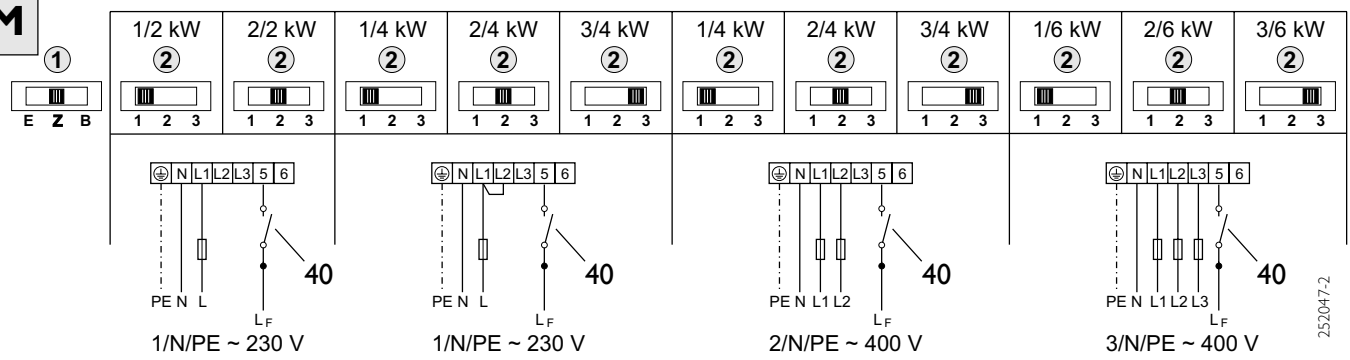 M
1/2 kW 2/2 kW 1/4 kW 2/4 kW 3/4 kW 1/4 kW 2/4 kW 3/4 kW 1/6 kW 2/6 kW 3/6 kW
1 2 2 2 2 2 2 2 2 2 2 2
E Z B 1 2 3 1 2 3 1 2 3 1 2 3 1 2 3 1 2 3 1 2 3 1 2 3 1 2 3 1 2 3 1 2 3
N L1 L2 L3 5 6 N L1 L2 L3 5 6 N L1 L2 L3 5 6 N L1 L2 L3 5 6
40 40 40 40
PE N L PE N L PE N L1 L2 PE N L1 L2 L3
LF LF LF LF
1/N/PE ~ 230 V 1/N/PE ~ 230 V 2/N/PE ~ 400 V 3/N/PE ~ 400 V
252047-2